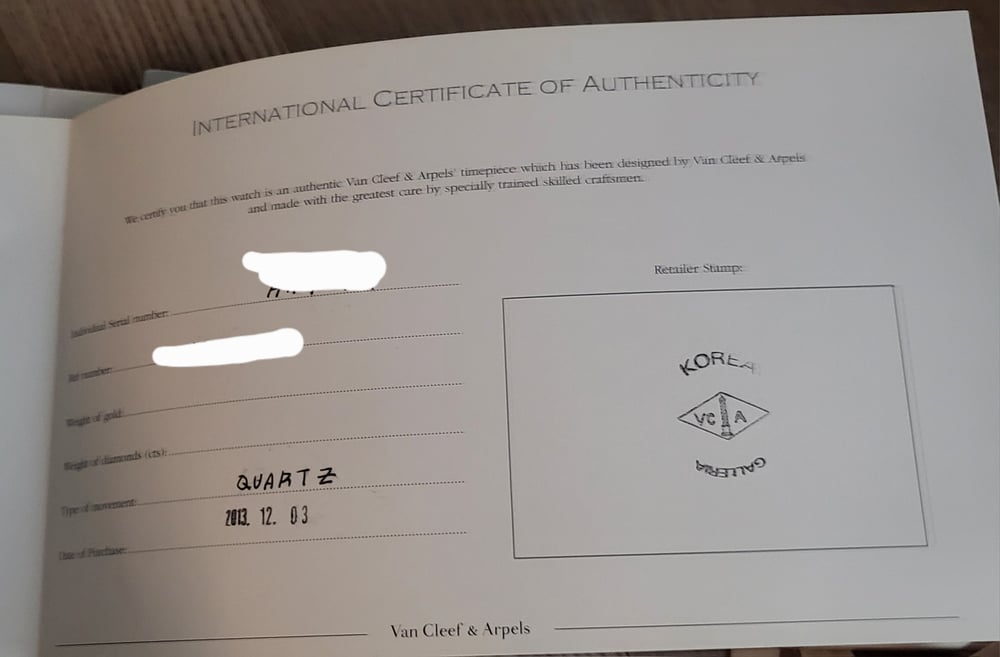 INTERNATIONAL CERTIFICATE OF AUTHENTICITY
We certify you that this watch is an authentic Van Cleef & Arpels' timepiece which has been designed by Van Cleef & Arpels
and made with the greatest care by specially trained skilled craftsmen.
Retailer Stamp:
Individual Serial number:
Ref number:
Weight of gold:
Weight of diamonds (cts):
Type of movement: QUARTZ
Date of Purchase: 2013. 12. 03
KOREA
VC A
GALLERIA
Van Cleef & Arpels